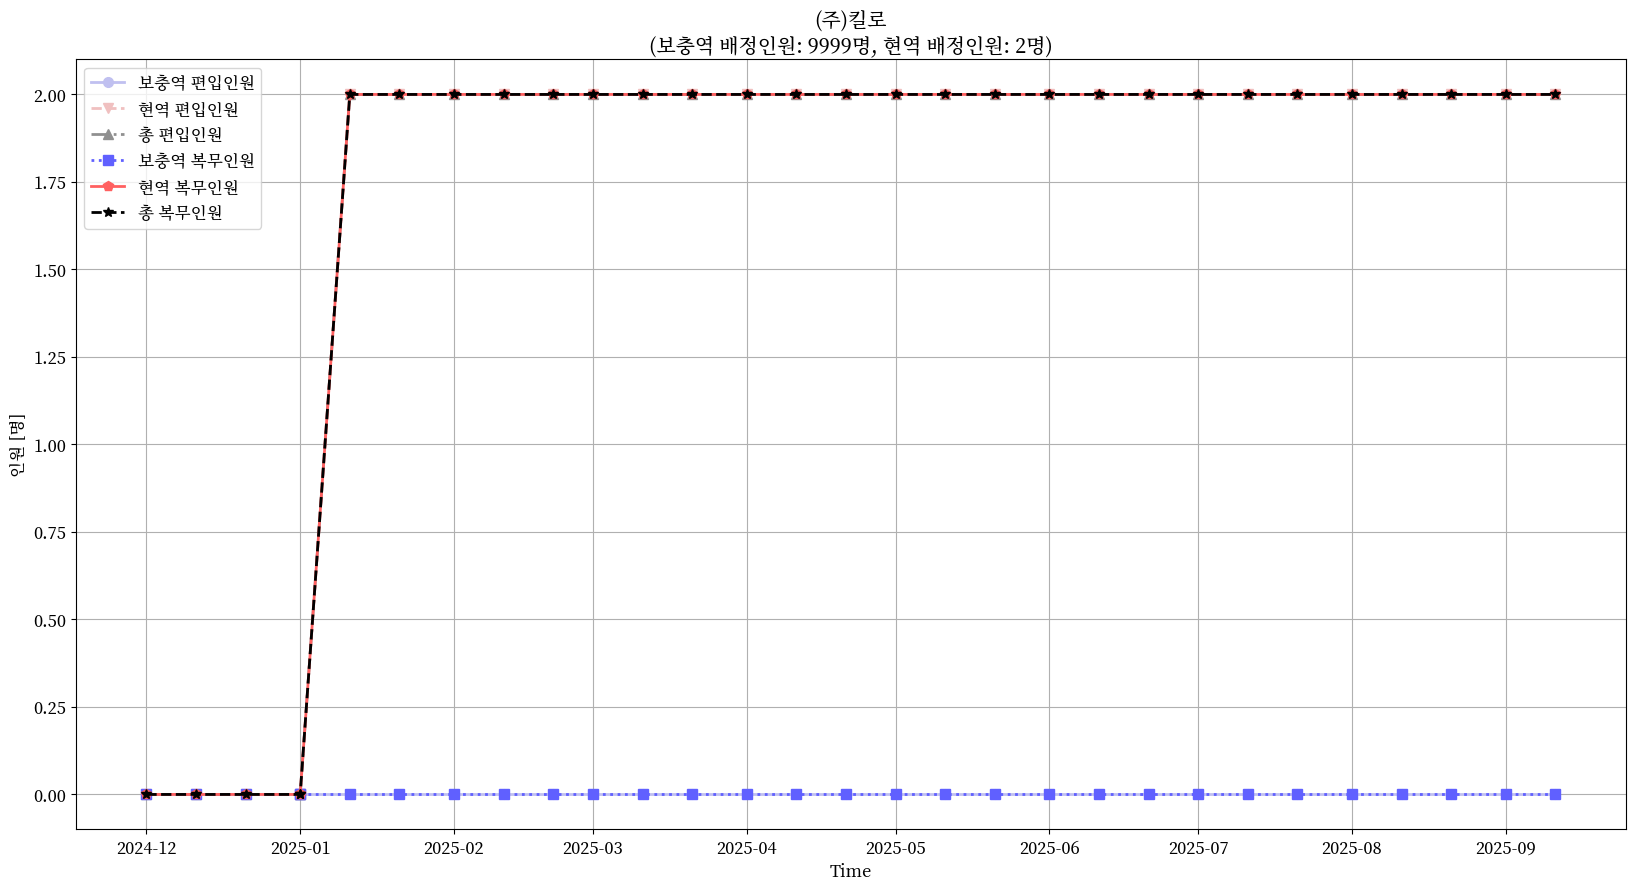 (주)킬로
(보충역 배정인원: 9999명, 현역 배정인원: 2명)
보충역 편입인원
현역 편입인원
총 편입인원
보충역 복무인원
현역 복무인원
총 복무인원
2.00
1.75
1.50
1.25
1.00
0.75
0.50
0.25
0.00
인원 [명]
2024-12 2025-01 2025-02 2025-03 2025-04 2025-05 2025-06 2025-07 2025-08 2025-09
Time